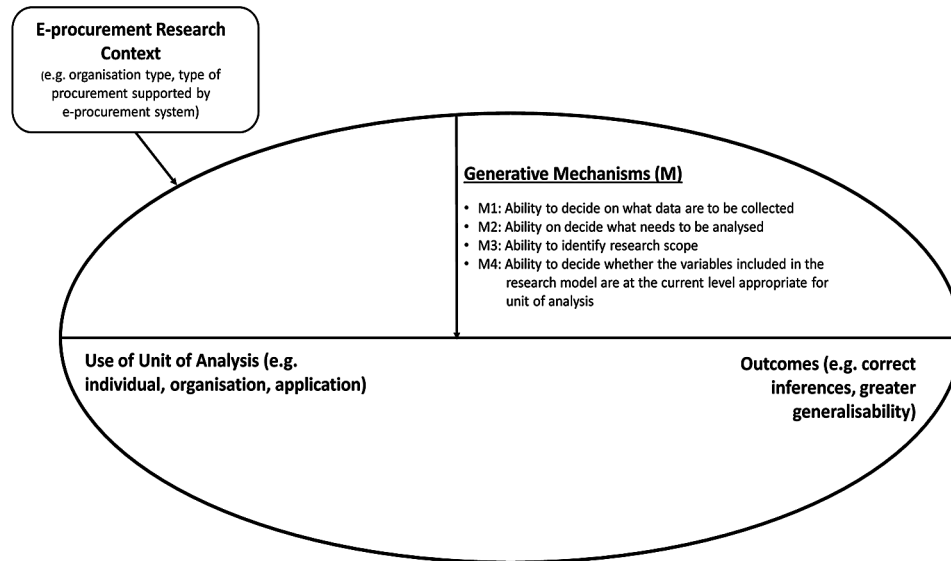 E-procurement Research
Context
(e.g. organisation type, type of
procurement supported by
e-procurement system)
Generative Mechanisms (M)
• M1: Ability to decide on what data are to be collected
• M2: Ability on decide what needs to be analysed
• M3: Ability to identify research scope
• M4: Ability to decide whether the variables included in the
research model are at the current level appropriate for
unit of analysis
Use of Unit of Analysis (e.g.
individual, organisation, application)
Outcomes (e.g. correct
inferences, greater
generalisability)